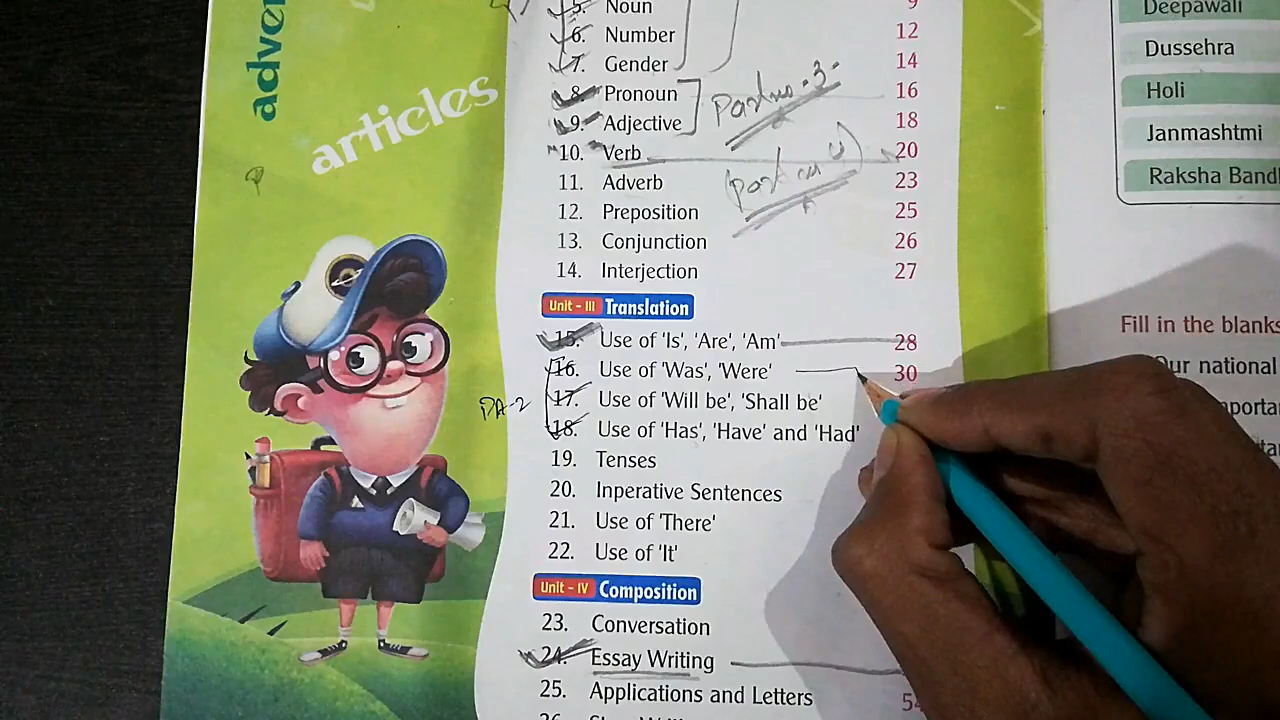 adver
articles
5. Noun 9
6. Number 12
7. Gender 14
8. Pronoun 16
9. Adjective 18
10. Verb 20
11. Adverb 23
12. Preposition 25
13. Conjunction 26
14. Interjection 27
Unit - III Translation
15. Use of 'Is', 'Are', 'Am' 28
16. Use of 'Was', 'Were' 30
17. Use of 'Will be', 'Shall be'
18. Use of 'Has', 'Have' and 'Had'
PA-2
19. Tenses
20. Inperative Sentences
21. Use of 'There'
22. Use of 'It'
Unit - IV Composition
23. Conversation
24. Essay Writing
25. Applications and Letters 54
Deepawali
Dussehra
Holi
Janmashtmi
Raksha Band
Fill in the blanks
Our national